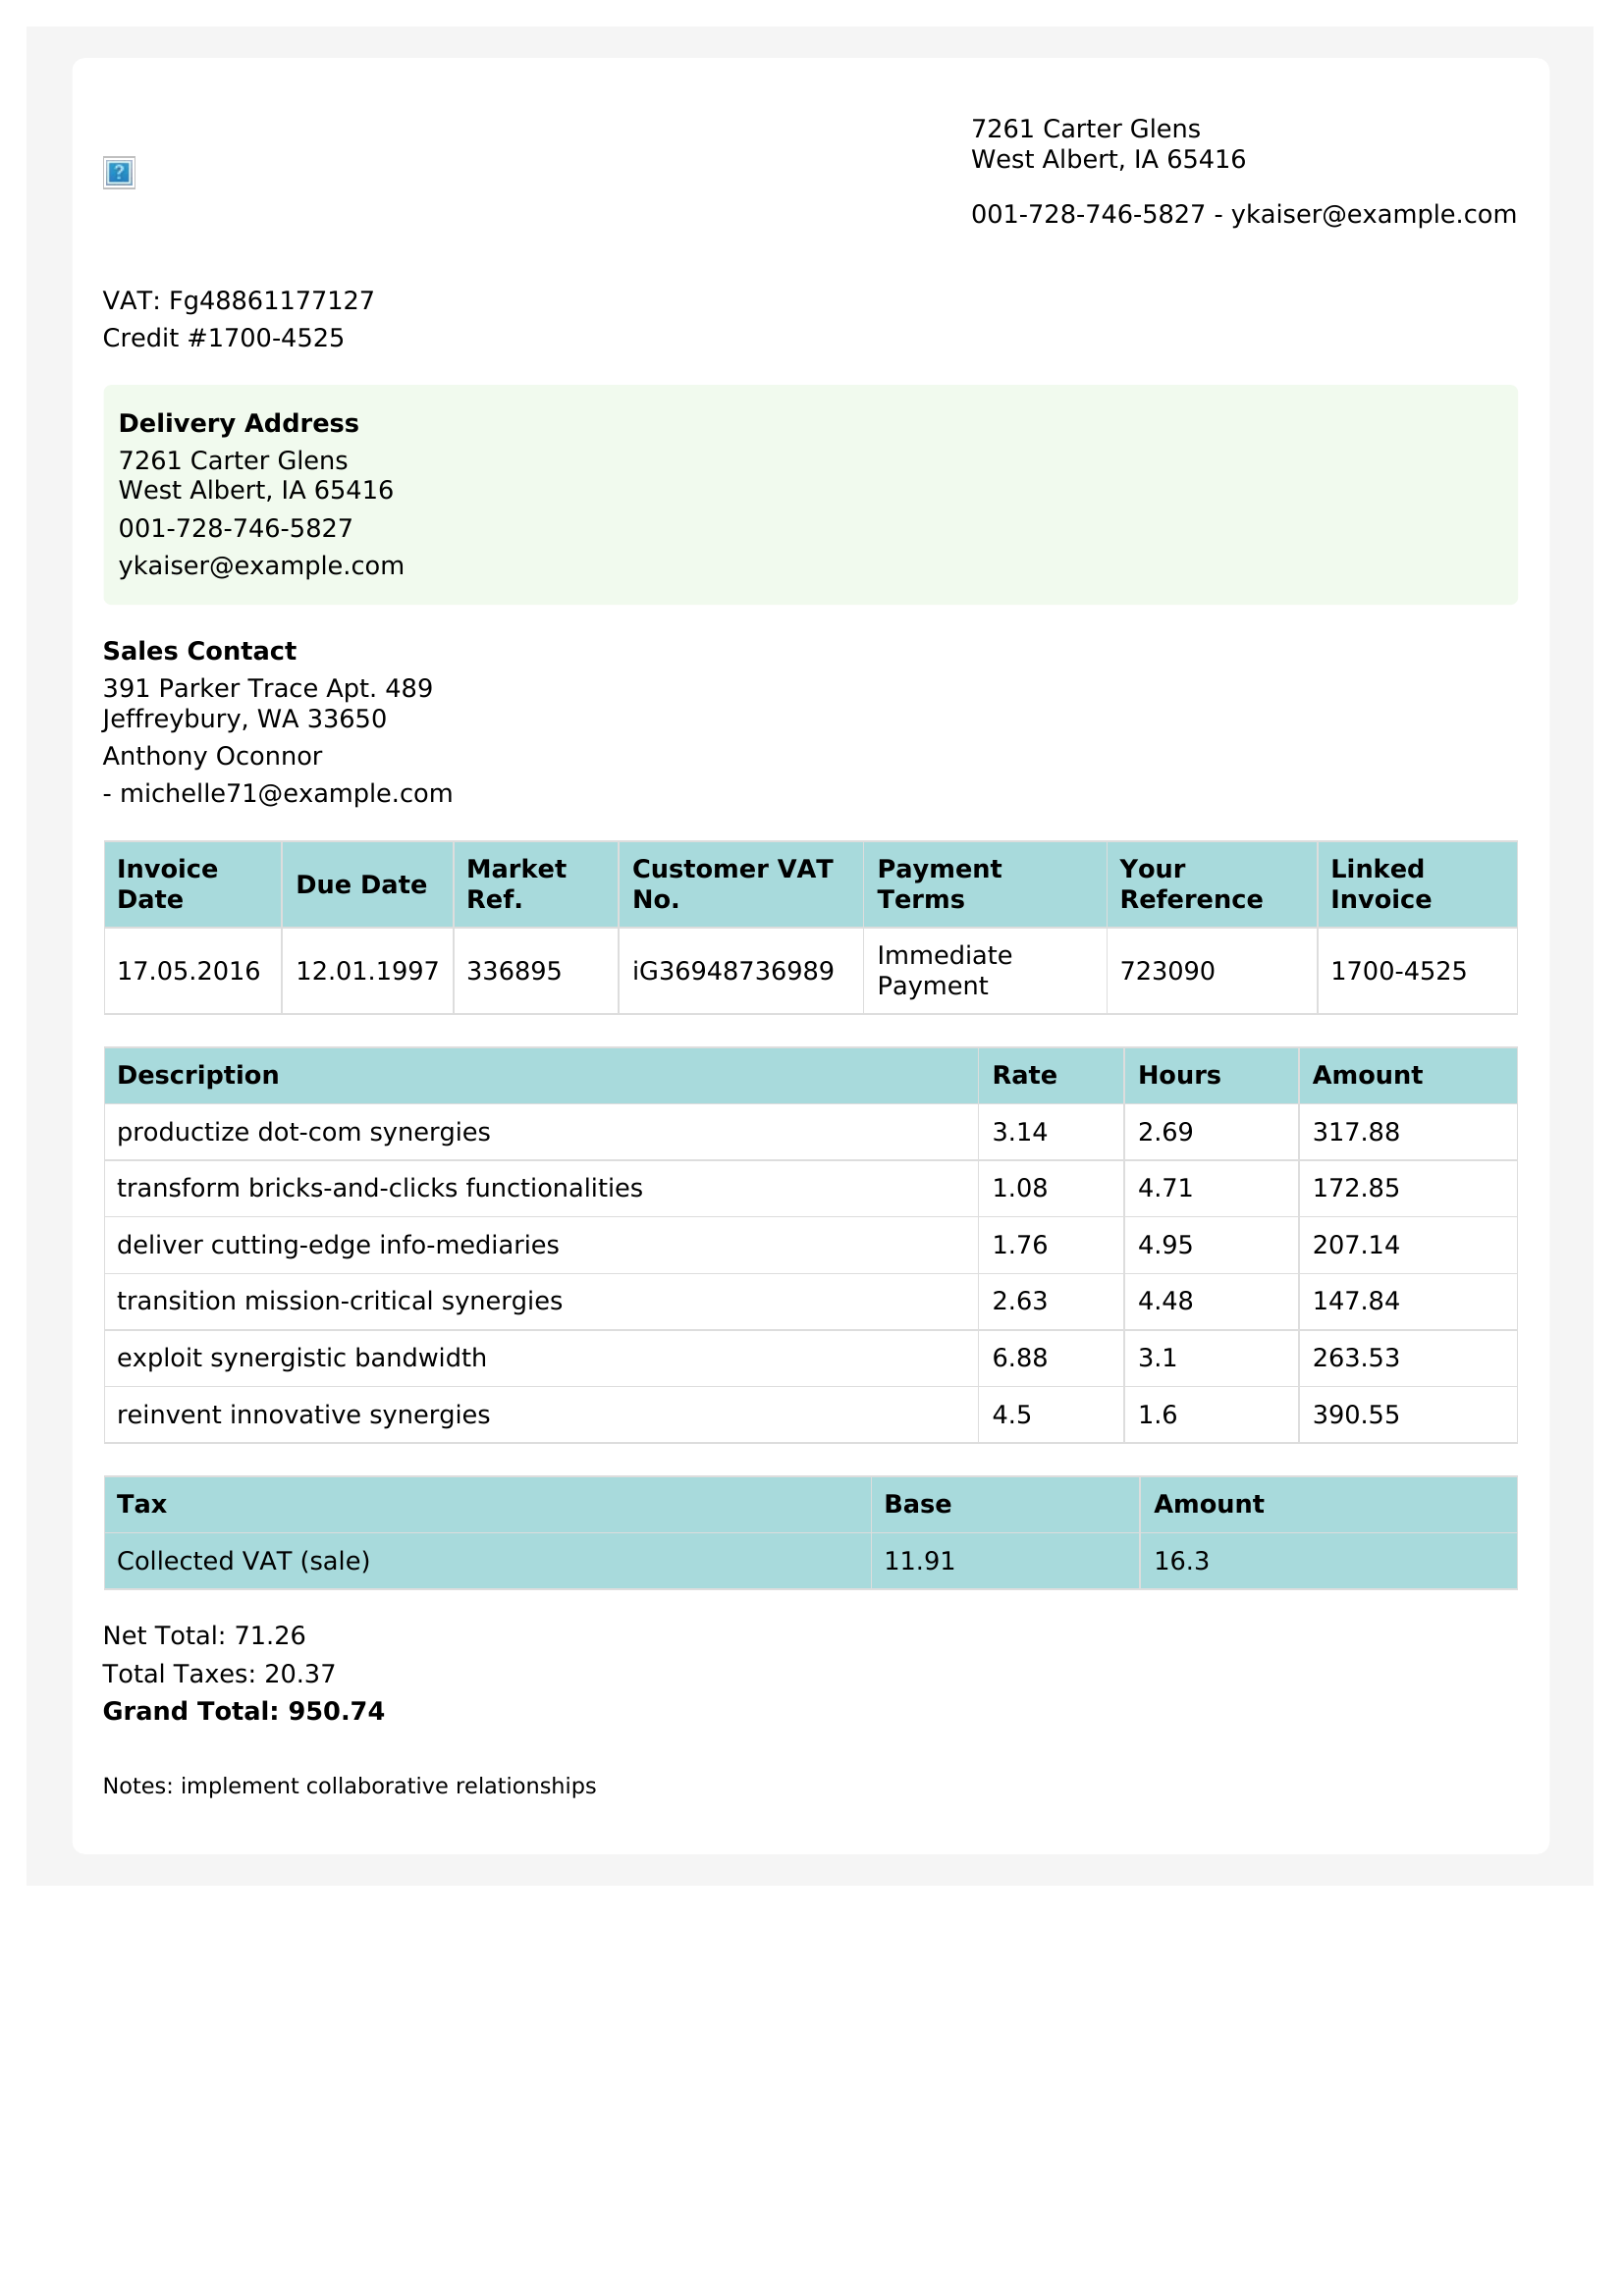 7261 Carter Glens
West Albert, IA 65416
001-728-746-5827 - ykaiser@example.com
VAT: Fg48861177127
Credit #1700-4525
Delivery Address
7261 Carter Glens
West Albert, IA 65416
001-728-746-5827
ykaiser@example.com
Sales Contact
391 Parker Trace Apt. 489
Jeffreybury, WA 33650
Anthony Oconnor
- michelle71@example.com
Invoice Date Due Date Market Ref. Customer VAT No. Payment Terms Your Reference Linked Invoice
17.05.2016 12.01.1997 336895 iG36948736989 Immediate Payment 723090 1700-4525
Description Rate Hours Amount
productize dot-com synergies 3.14 2.69 317.88
transform bricks-and-clicks functionalities 1.08 4.71 172.85
deliver cutting-edge info-mediaries 1.76 4.95 207.14
transition mission-critical synergies 2.63 4.48 147.84
exploit synergistic bandwidth 6.88 3.1 263.53
reinvent innovative synergies 4.5 1.6 390.55
Tax Base Amount
Collected VAT (sale) 11.91 16.3
Net Total: 71.26
Total Taxes: 20.37
Grand Total: 950.74
Notes: implement collaborative relationships